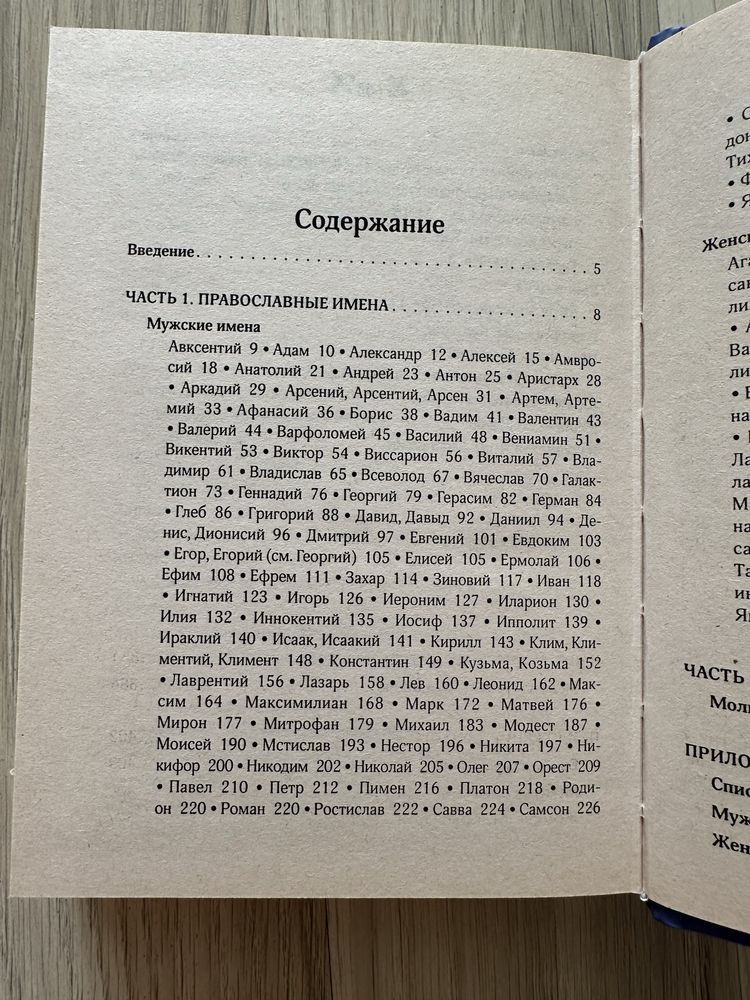 Содержание
Введение. . . . . . . . . . . . . . . . . . . . . . . . . . . . . . . . . . . . . 5
ЧАСТЬ 1. ПРАВОСЛАВНЫЕ ИМЕНА . . . . . . . . . . . . . . . . . . . 8
Мужские имена
Авксентий 9 • Адам 10 • Александр 12 • Алексей 15 • Амвро-
сий 18 • Анатолий 21 • Андрей 23 • Антон 25 • Аристарх 28
• Аркадий 29 • Арсений, Арсентий, Арсен 31 • Артем, Арте-
мий 33 • Афанасий 36 • Борис 38 • Вадим 41 • Валентин 43
• Валерий 44 • Варфоломей 45 • Василий 48 • Вениамин 51 •
Викентий 53 • Виктор 54 • Виссарион 56 • Виталий 57 • Вла-
димир 61 • Владислав 65 • Всеволод 67 • Вячеслав 70 • Галак-
тион 73 • Геннадий 76 • Георгий 79 • Герасим 82 • Герман 84
• Глеб 86 • Григорий 88 • Давид, Давыд 92 • Даниил 94 • Де-
нис, Дионисий 96 • Дмитрий 97 • Евгений 101 • Евдоким 103
• Егор, Егорий (см. Георгий) 105 • Елисей 105 • Ермолай 106 •
Ефим 108 • Ефрем 111 • Захар 114 • Зиновий 117 • Иван 118
• Игнатий 123 • Игорь 126 • Иероним 127 • Иларион 130 •
Илия 132 • Иннокентий 135 • Иосиф 137 • Ипполит 139 •
Ираклий 140 • Исаак, Исаакий 141 • Кирилл 143 • Клим, Кли-
ментий, Климент 148 • Константин 149 • Кузьма, Козьма 152
• Лаврентий 156 • Лазарь 158 • Лев 160 • Леонид 162 • Мак-
сим 164 • Максимилиан 168 • Марк 172 • Матвей 176 •
Мирон 177 • Митрофан 179 • Михаил 183 • Модест 187 •
Моисей 190 • Мстислав 193 • Нестор 196 • Никита 197 • Ни-
кифор 200 • Никодим 202 • Николай 205 • Олег 207 • Орест 209
• Павел 210 • Петр 212 • Пимен 216 • Платон 218 • Роди-
он 220 • Роман 220 • Ростислав 222 • Савва 224 • Самсон 226
ЧАСТЬ